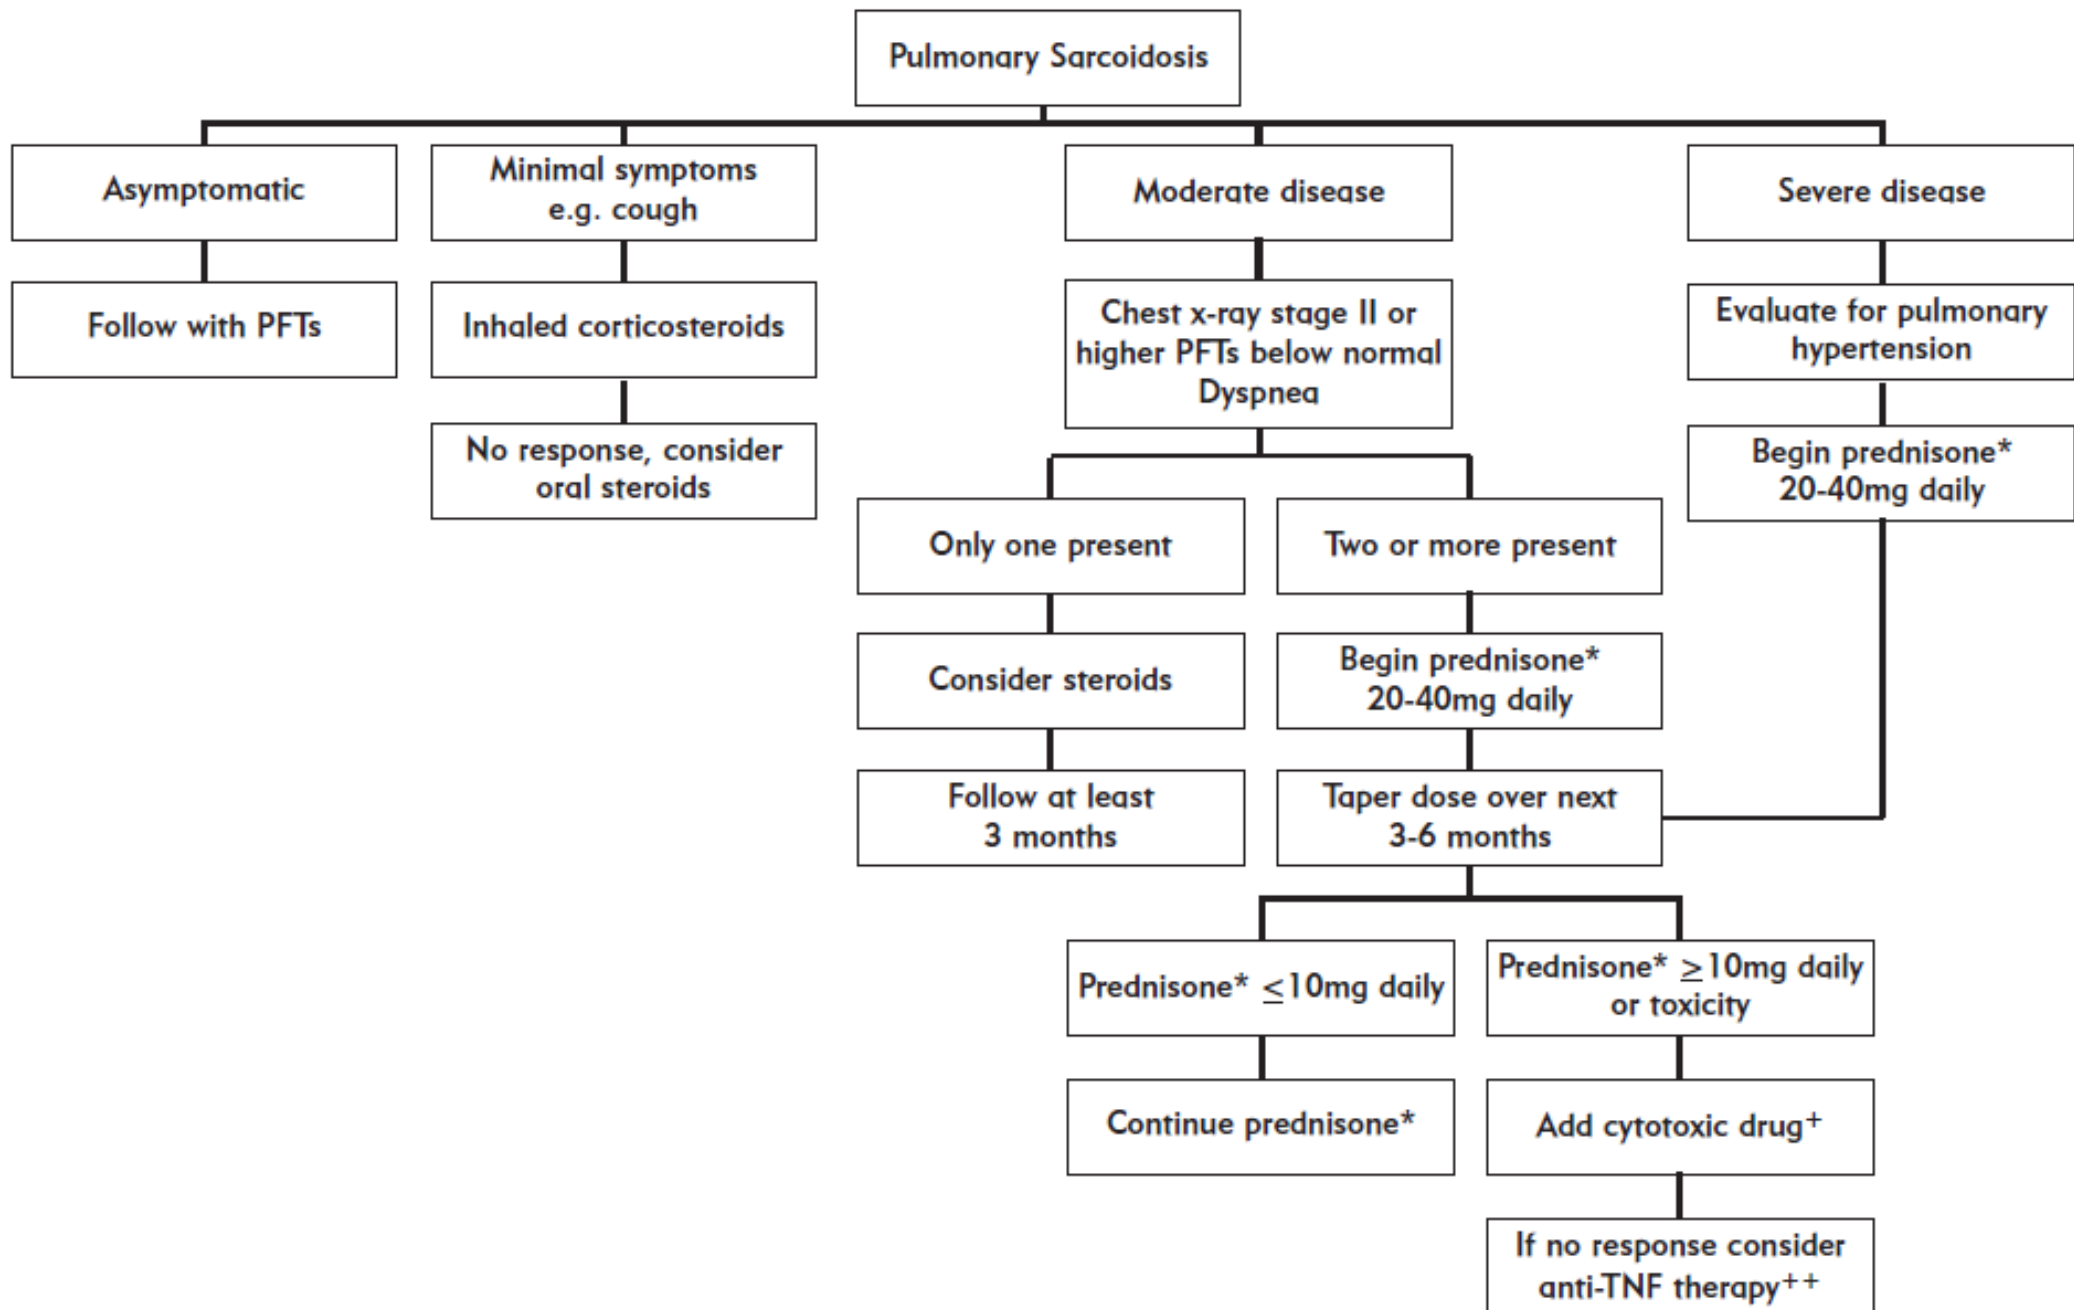 Pulmonary Sarcoidosis
Asymptomatic
Minimal symptoms
e.g. cough
Moderate disease
Severe disease
Follow with PFTs
Inhaled corticosteroids
Chest x-ray stage II or
higher PFTs below normal
Dyspnea
Evaluate for pulmonary
hypertension
No response, consider
oral steroids
Begin prednisone*
20-40mg daily
Only one present
Two or more present
Consider steroids
Begin prednisone*
20-40mg daily
Follow at least
3 months
Taper dose over next
3-6 months
Prednisone* ≤10mg daily
Prednisone* ≥10mg daily
or toxicity
Continue prednisone*
Add cytotoxic drug+
If no response consider
anti-TNF therapy++